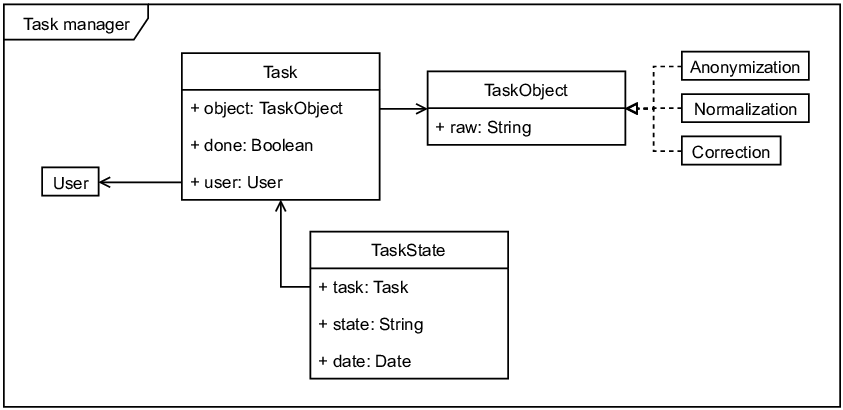 Task manager
Task
+ object: TaskObject
+ done: Boolean
+ user: User
TaskObject
+ raw: String
Anonymization
Normalization
Correction
User
TaskState
+ task: Task
+ state: String
+ date: Date